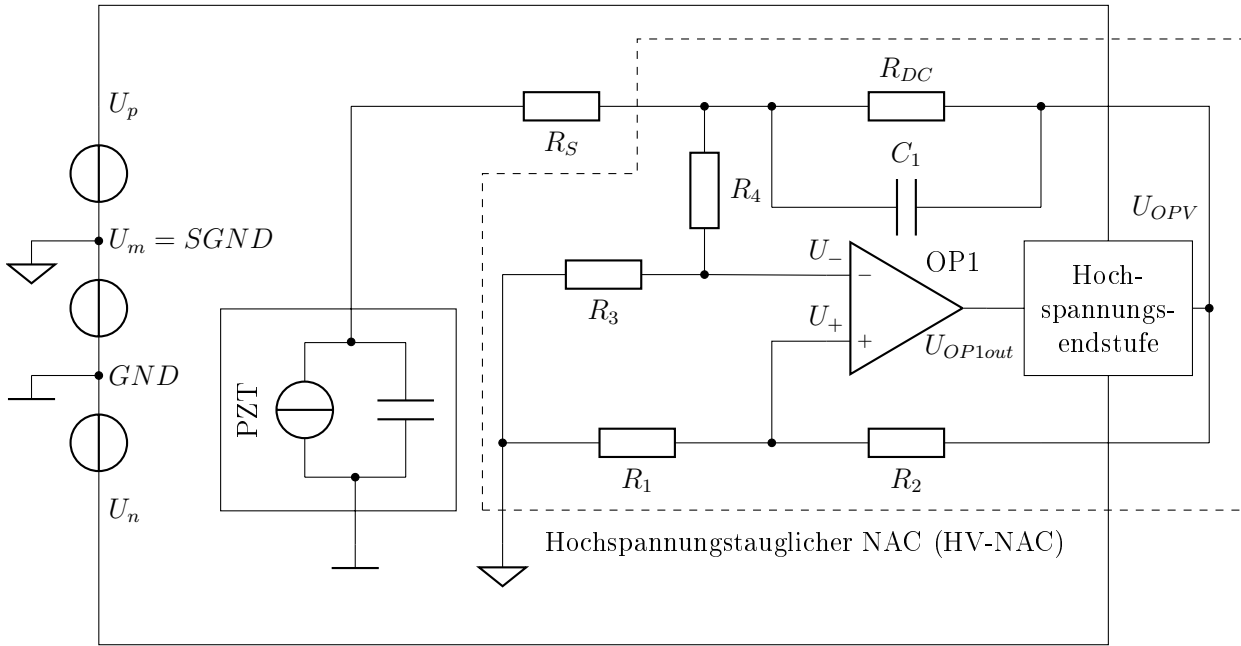 U_p
R_DC
R_S
C_1
R_4
U_OPV
U_m = SGND
U_−
OP1
−
Hoch-
spannungs-
endstufe
R_3
U_+
+
U_OP1out
GND
PZT
R_1
R_2
U_n
Hochspannungstauglicher NAC (HV-NAC)